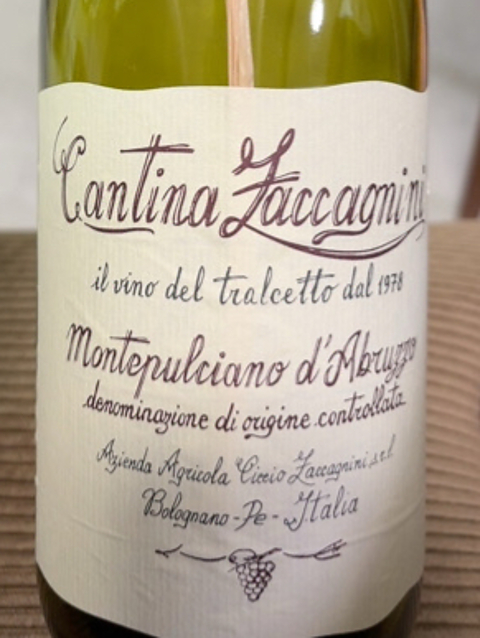 Cantina Zaccagnini
il vino del tralcetto dal 1978
Montepulciano d'Abruzzo
denominazione di origine controllata
Azienda Agricola Ciccio Zaccagnini s.r.l.
Bolognano - Pe - Italia